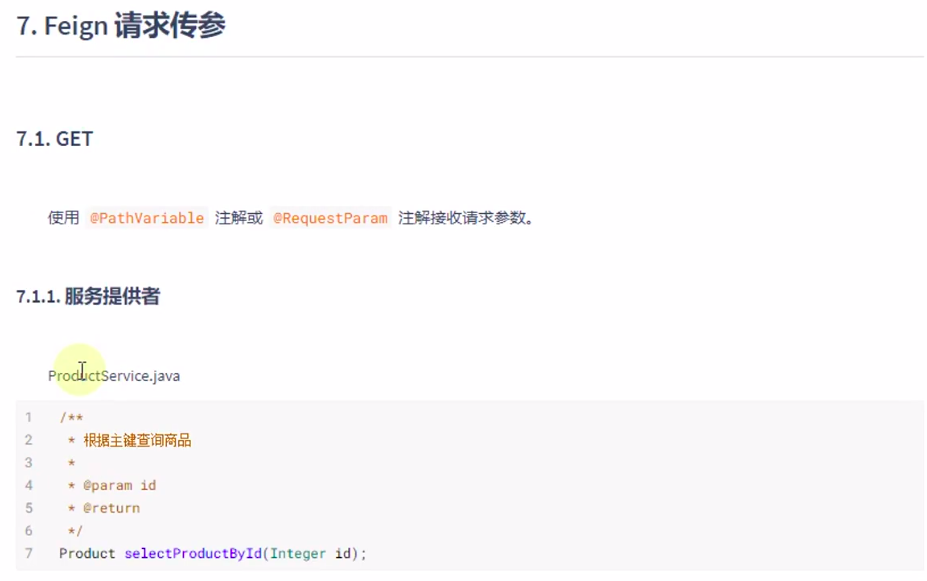 7. Feign 请求传参
7.1. GET
使用 @PathVariable 注解或 @RequestParam 注解接收请求参数。
7.1.1. 服务提供者
ProductService.java
1 /**
2  * 根据主键查询商品
3  *
4  * @param id
5  * @return
6  */
7 Product selectProductById(Integer id);